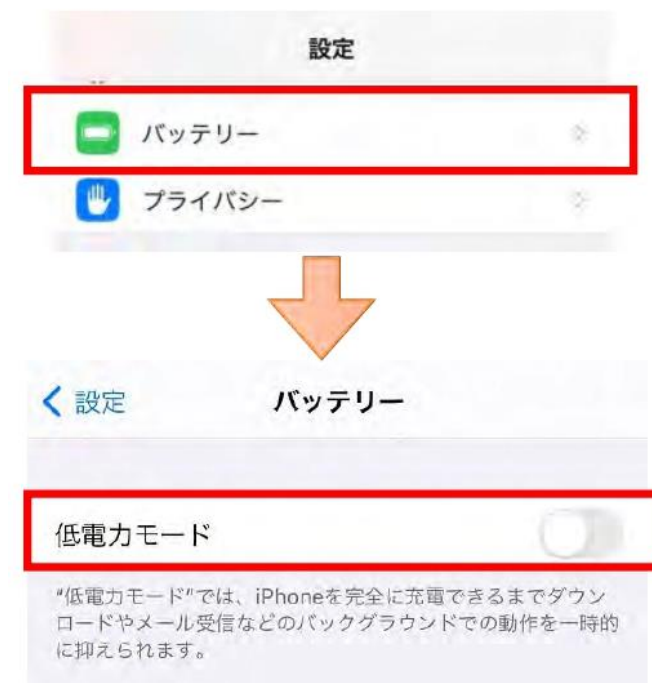 設定
バッテリー
プライバシー
設定
バッテリー
低電力モード
“低電力モード”では、iPhoneを完全に充電できるまでダウン
ロードやメール受信などのバックグラウンドでの動作を一時的
に抑えられます。